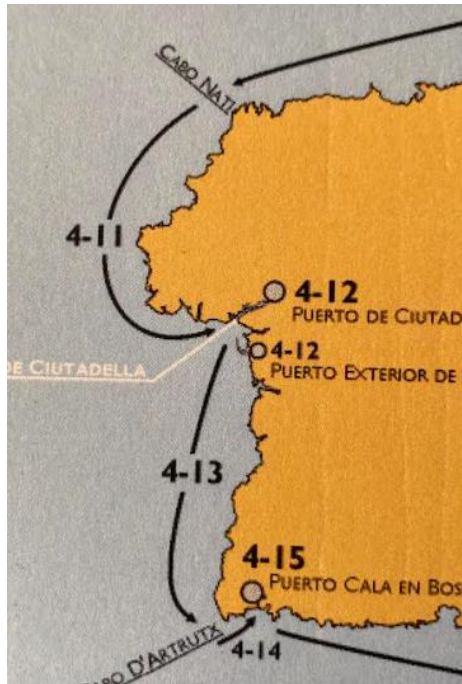 CABO NATI
4-11
4-12
PUERTO DE CIUTAD
4-12
DE CIUTADELLA
PUERTO EXTERIOR DE
4-13
4-15
PUERTO CALA EN BOS
CABO D'ARTRUTX
4-14